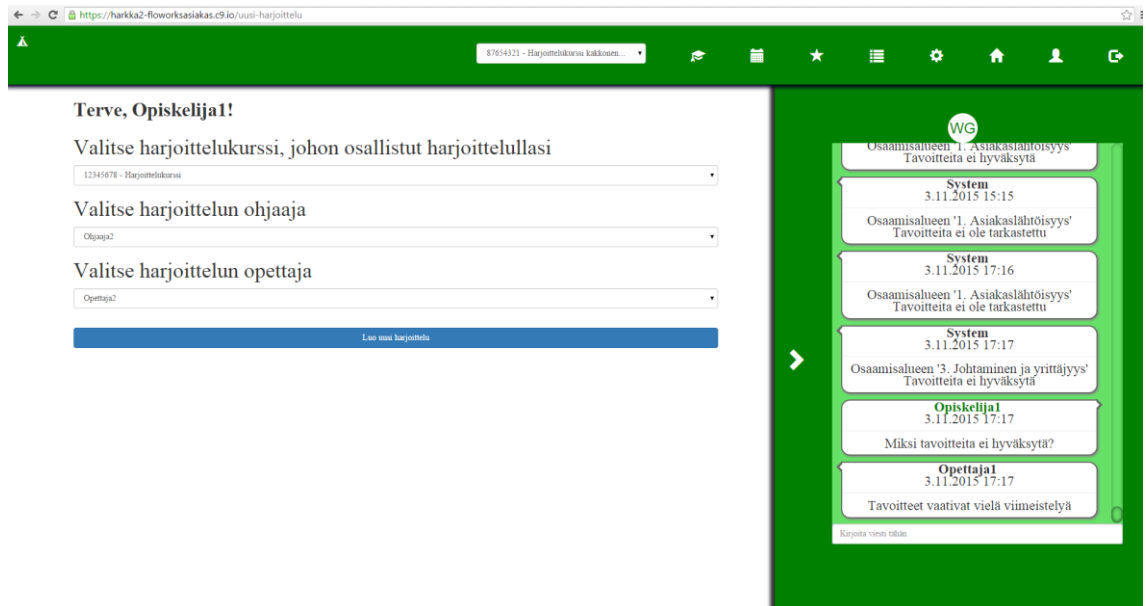 https://harkka2-floworksasiakas.c9.io/uusi-harjoittelu
87654321 - Harjoittelukurssi kakkonen...
Terve, Opiskelija1!
Valitse harjoittelukurssi, johon osallistut harjoittelullasi
12345678 - Harjoittelukurssi
Valitse harjoittelun ohjaaja
Ohjaaja2
Valitse harjoittelun opettaja
Opettaja2
Luo uusi harjoittelu
WG
Osaamisalueen '1. Asiakaslähtöisyys'
Tavoitteita ei hyväksytä
System
3.11.2015 15:15
Osaamisalueen '1. Asiakaslähtöisyys'
Tavoitteita ei ole tarkastettu
System
3.11.2015 17:16
Osaamisalueen '1. Asiakaslähtöisyys'
Tavoitteita ei ole tarkastettu
System
3.11.2015 17:17
Osaamisalueen '3. Johtaminen ja yrittäjyys'
Tavoitteita ei hyväksytä
Opiskelija1
3.11.2015 17:17
Miksi tavoitteita ei hyväksytä?
Opettaja1
3.11.2015 17:17
Tavoitteet vaativat vielä viimeistelyä
Kirjoita viesti tähän